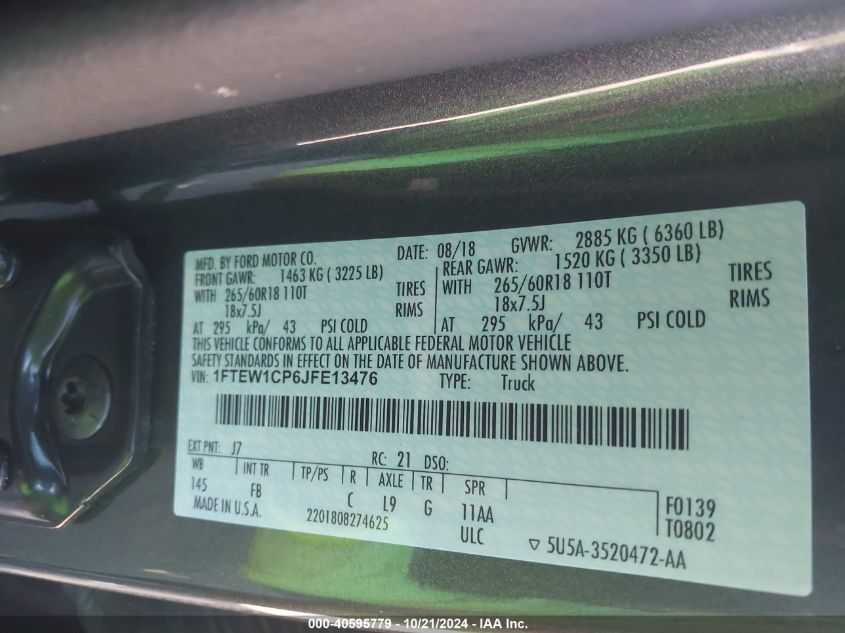 MFD. BY FORD MOTOR CO. DATE: 08/18 GVWR: 2885 KG ( 6360 LB)
FRONT GAWR: 1463 KG ( 3225 LB) REAR GAWR: 1520 KG ( 3350 LB)
WITH 265/60R18 110T TIRES WITH 265/60R18 110T TIRES
18x7.5J RIMS 18x7.5J RIMS
AT 295 kPa/ 43 PSI COLD AT 295 kPa/ 43 PSI COLD
THIS VEHICLE CONFORMS TO ALL APPLICABLE FEDERAL MOTOR VEHICLE
SAFETY STANDARDS IN EFFECT ON THE DATE OF MANUFACTURE SHOWN ABOVE.
VIN: 1FTEW1CP6JFE13476 TYPE: Truck
EXT PNT: J7 RC: 21 DSO:
WB INT TR TP/PS R AXLE TR SPR
145 FB C L9 G 11AA F0139
MADE IN U.S.A. 2201808274625 ULC T0802
▽ 5U5A-3520472-AA
000-40595779 - 10/21/2024 - IAA Inc.